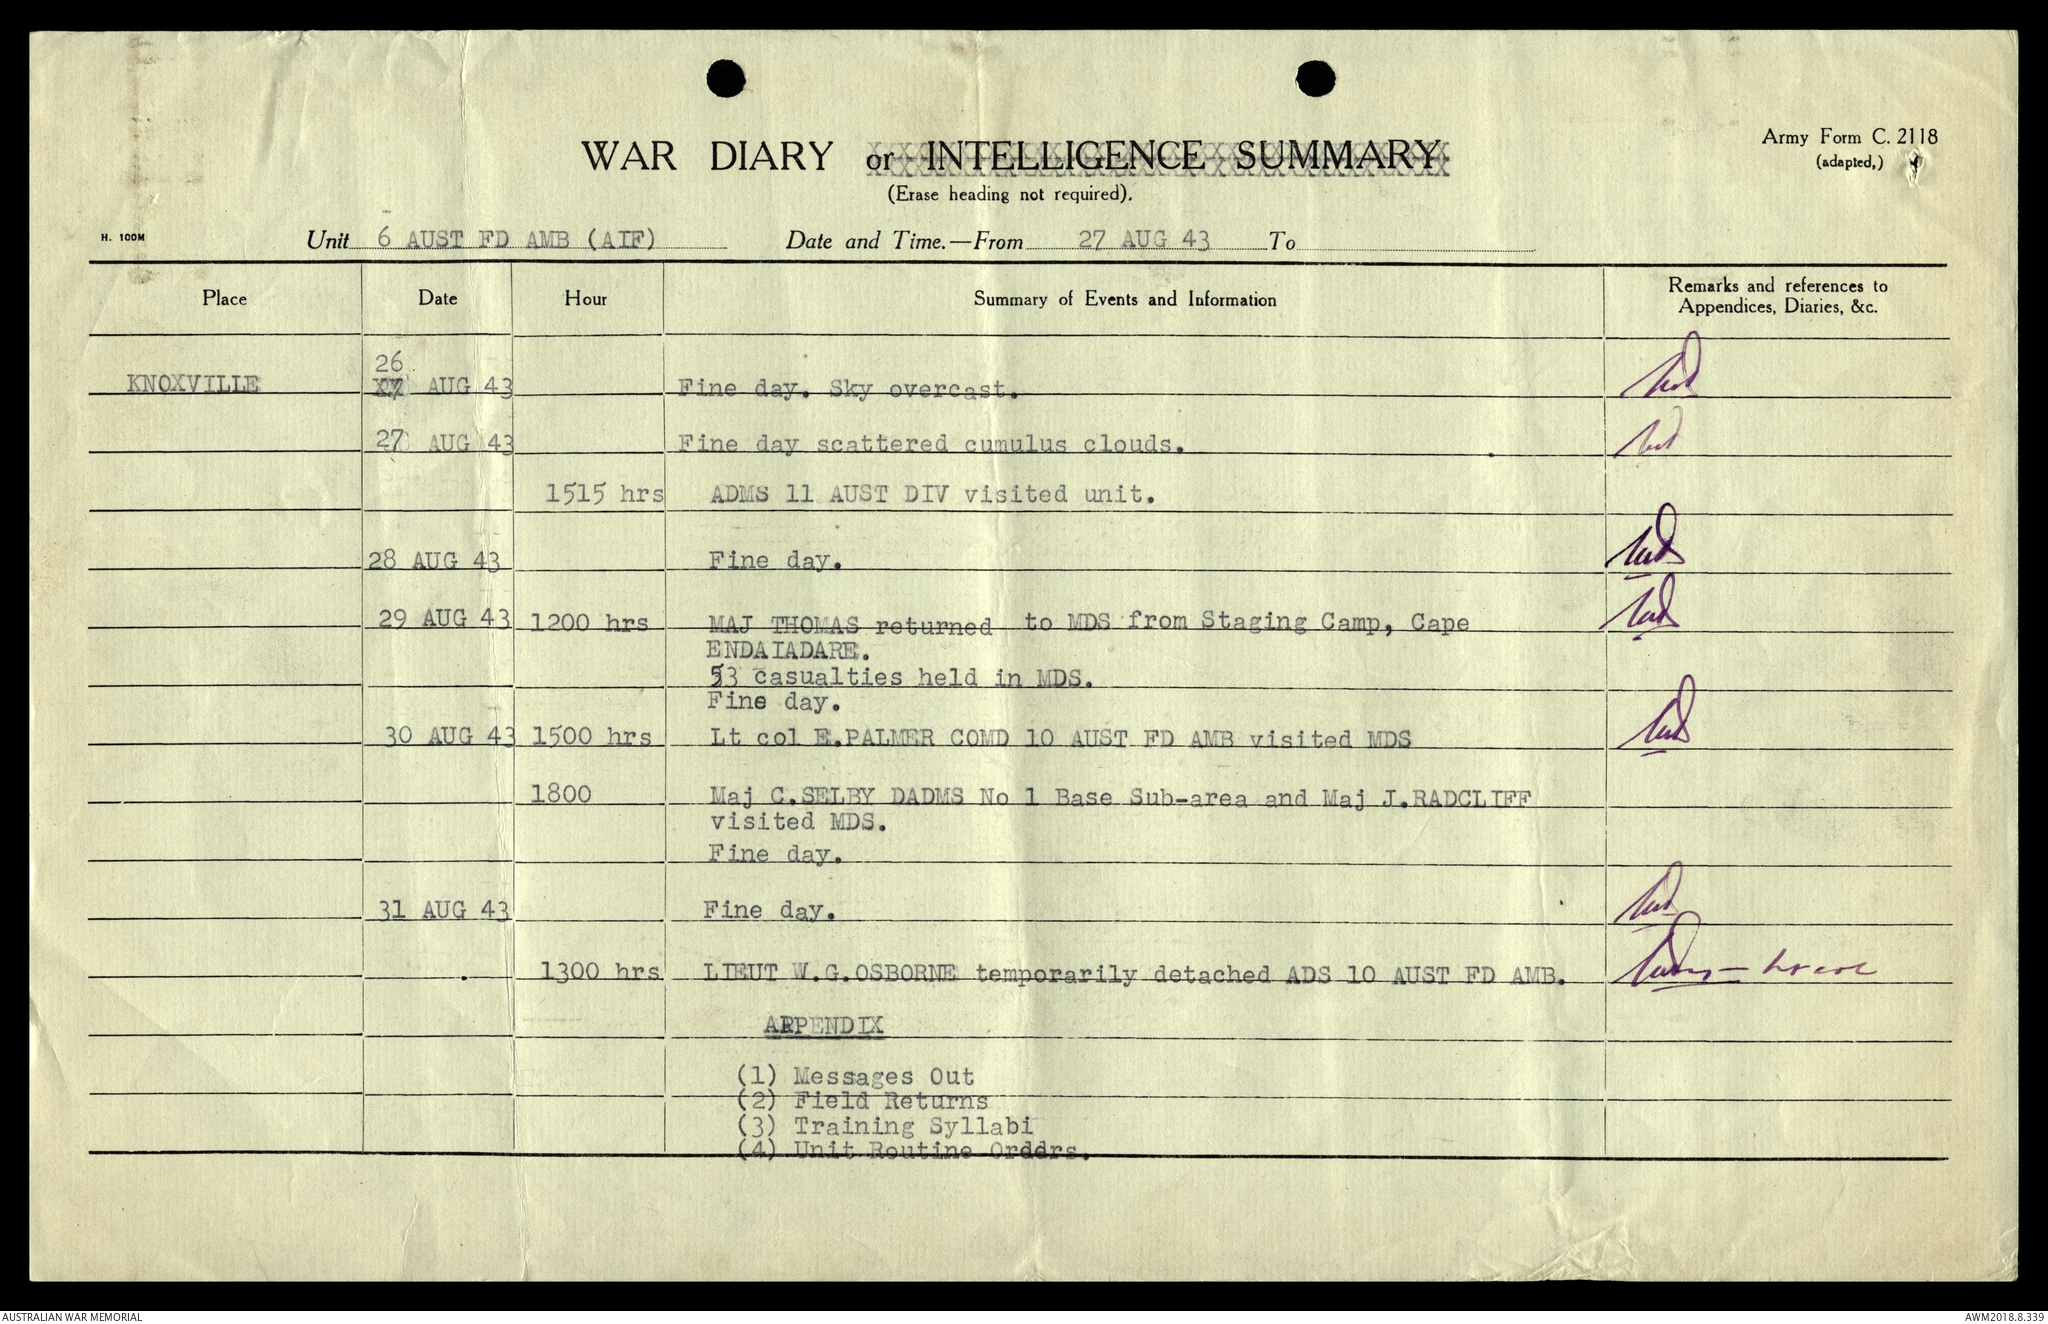 WAR DIARY or INTELLIGENCE SUMMARY
(Erase heading not required).
Army Form C. 2118
(adapted,)
H. 100M
Unit 6 AUST FD AMB (AIF) Date and Time.—From 27 AUG 43 To
Place Date Hour Summary of Events and Information Remarks and references to
Appendices, Diaries, &c.
26
KNOXVILLE XX AUG 43 Fine day. Sky overcast.
27 AUG 43 Fine day scattered cumulus clouds.
1515 hrs ADMS 11 AUST DIV visited unit.
28 AUG 43 Fine day.
29 AUG 43 1200 hrs MAJ THOMAS returned to MDS from Staging Camp, Cape
ENDAIADARE.
53 casualties held in MDS.
Fine day.
30 AUG 43 1500 hrs Lt col E.PALMER COMD 10 AUST FD AMB visited MDS
1800 Maj C.SELBY DADMS No 1 Base Sub-area and Maj J.RADCLIFF
visited MDS.
Fine day.
31 AUG 43 Fine day.
1300 hrs LIEUT W.G.OSBORNE temporarily detached ADS 10 AUST FD AMB. Lt col
APPENDIX
(1) Messages Out
(2) Field Returns
(3) Training Syllabi
(4) Unit Routine Orddrs.
AUSTRALIAN WAR MEMORIAL AWM2018.8.339